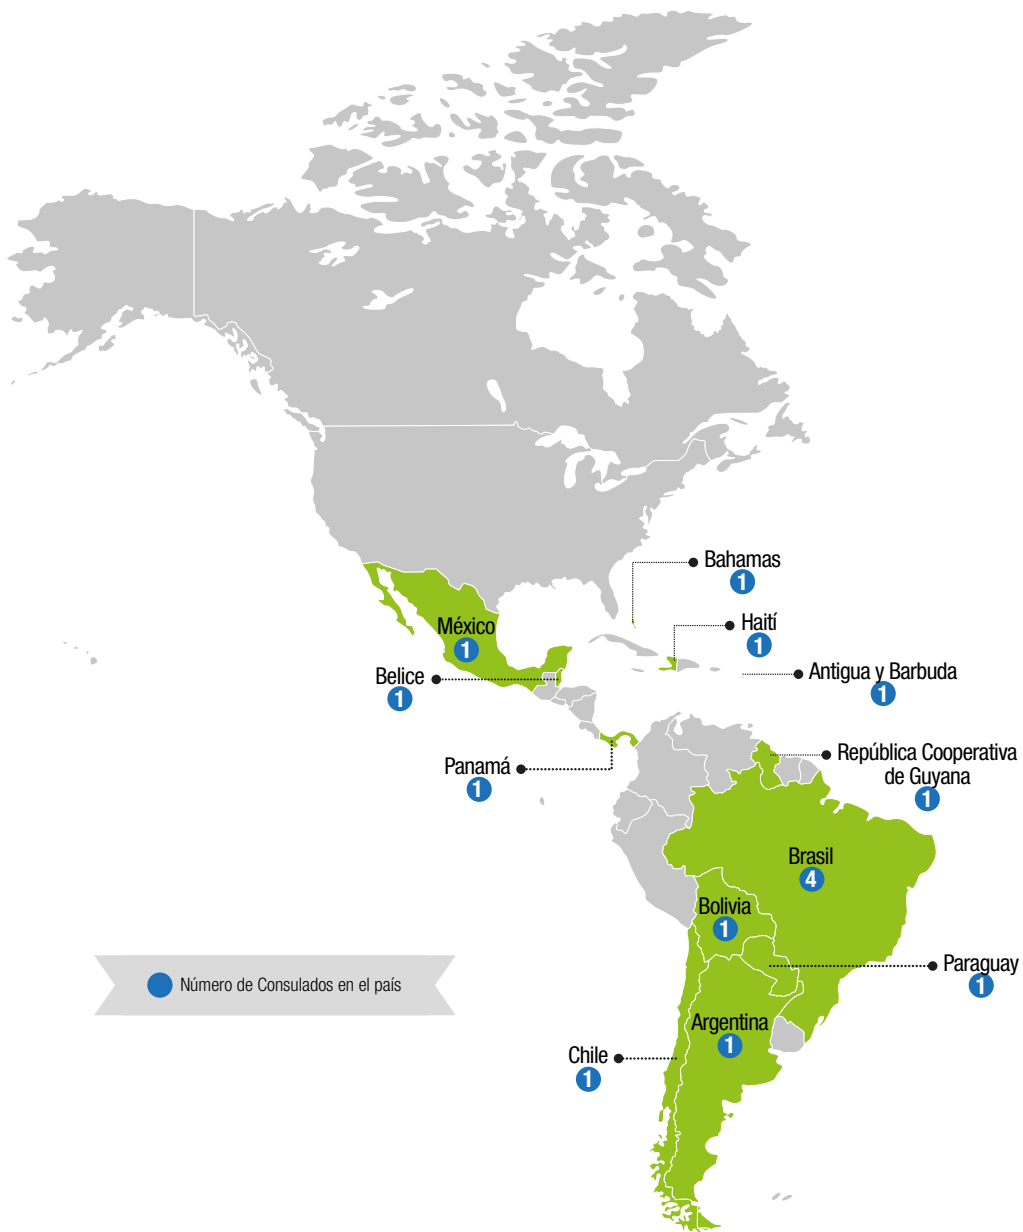 Bahamas
1
México
1
Haití
1
Belice
1
Antigua y Barbuda
1
Panamá
1
República Cooperativa
de Guyana
1
Brasil
4
Bolivia
1
Paraguay
1
Número de Consulados en el país
Argentina
1
Chile
1